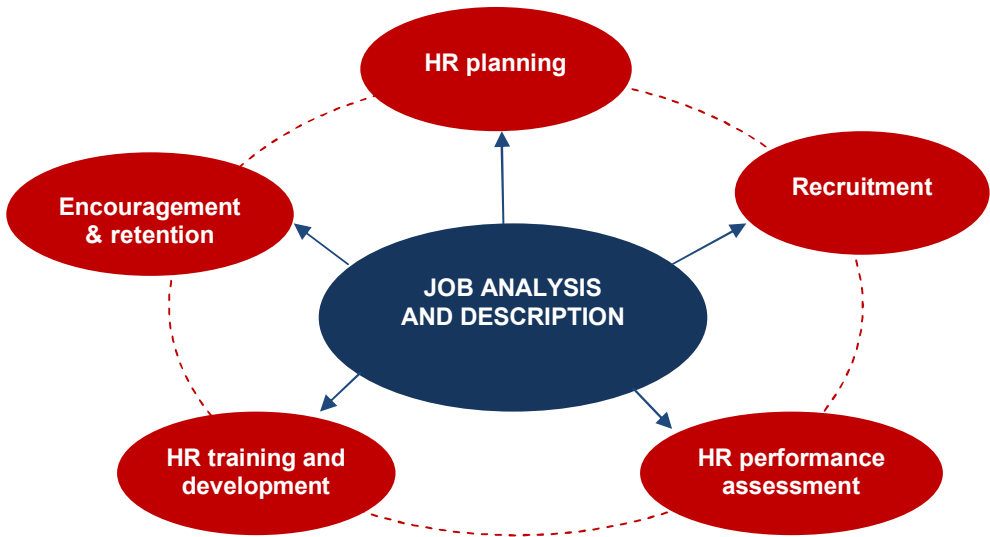 HR planning
Recruitment
Encouragement
& retention
JOB ANALYSIS
AND DESCRIPTION
HR training and
development
HR performance
assessment